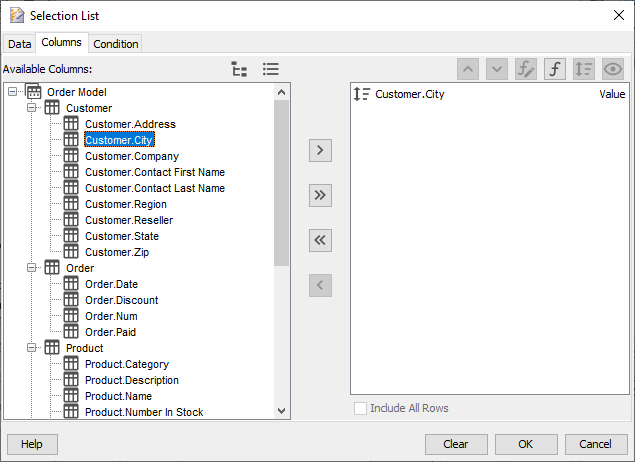 Selection List
Data Columns Condition
Available Columns:
Order Model
Customer
Customer.Address
Customer.City
Customer.Company
Customer.Contact First Name
Customer.Contact Last Name
Customer.Region
Customer.Reseller
Customer.State
Customer.Zip
Order
Order.Date
Order.Discount
Order.Num
Order.Paid
Product
Product.Category
Product.Description
Product.Name
Product.Number In Stock
Customer.City Value
Include All Rows
Help Clear OK Cancel